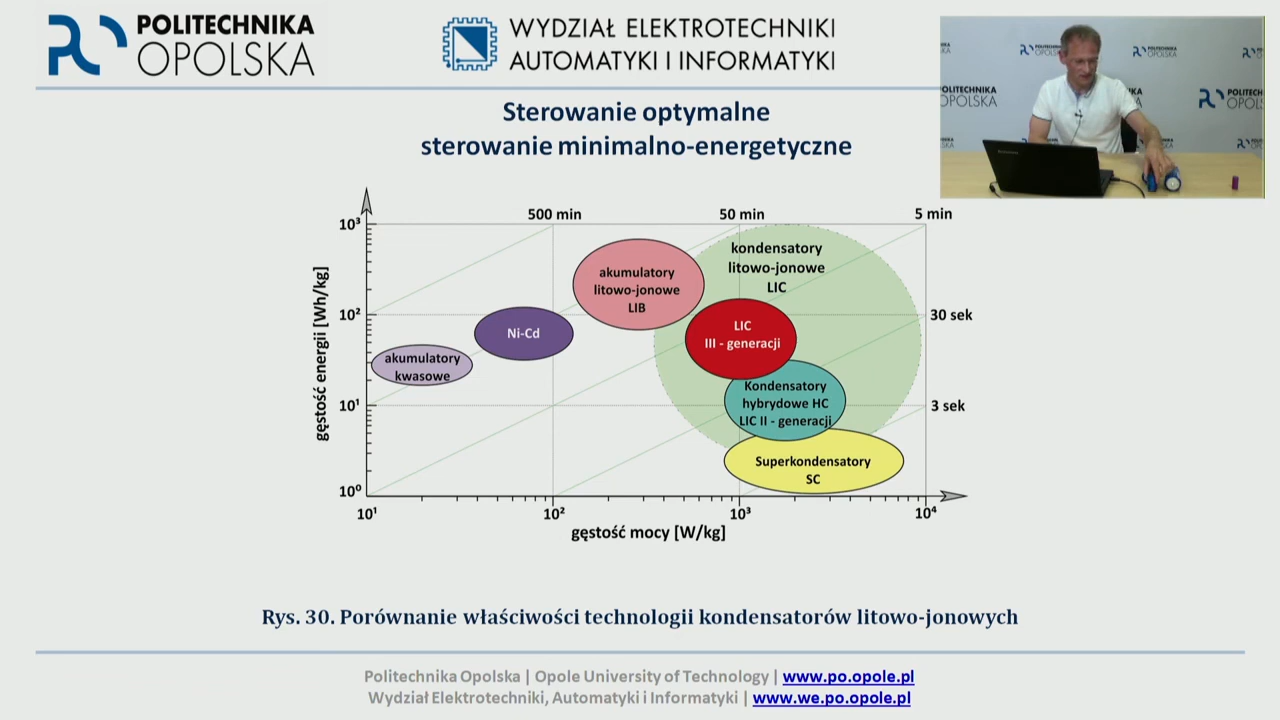 POLITECHNIKA
OPOLSKA
WYDZIAŁ ELEKTROTECHNIKI
AUTOMATYKI I INFORMATYKI
Sterowanie optymalne
sterowanie minimalno-energetyczne
500 min
50 min
5 min
10³
10²
10¹
10⁰
gęstość energii [Wh/kg]
akumulatory
kwasowe
Ni-Cd
akumulatory
litowo-jonowe
LIB
kondensatory
litowo-jonowe
LIC
LIC
III - generacji
Kondensatory
hybrydowe HC
LIC II - generacji
Superkondensatory
SC
30 sek
3 sek
10¹
10²
10³
10⁴
gęstość mocy [W/kg]
Rys. 30. Porównanie właściwości technologii kondensatorów litowo-jonowych
Politechnika Opolska | Opole University of Technology | www.po.opole.pl
Wydział Elektrotechniki, Automatyki i Informatyki | www.we.po.opole.pl